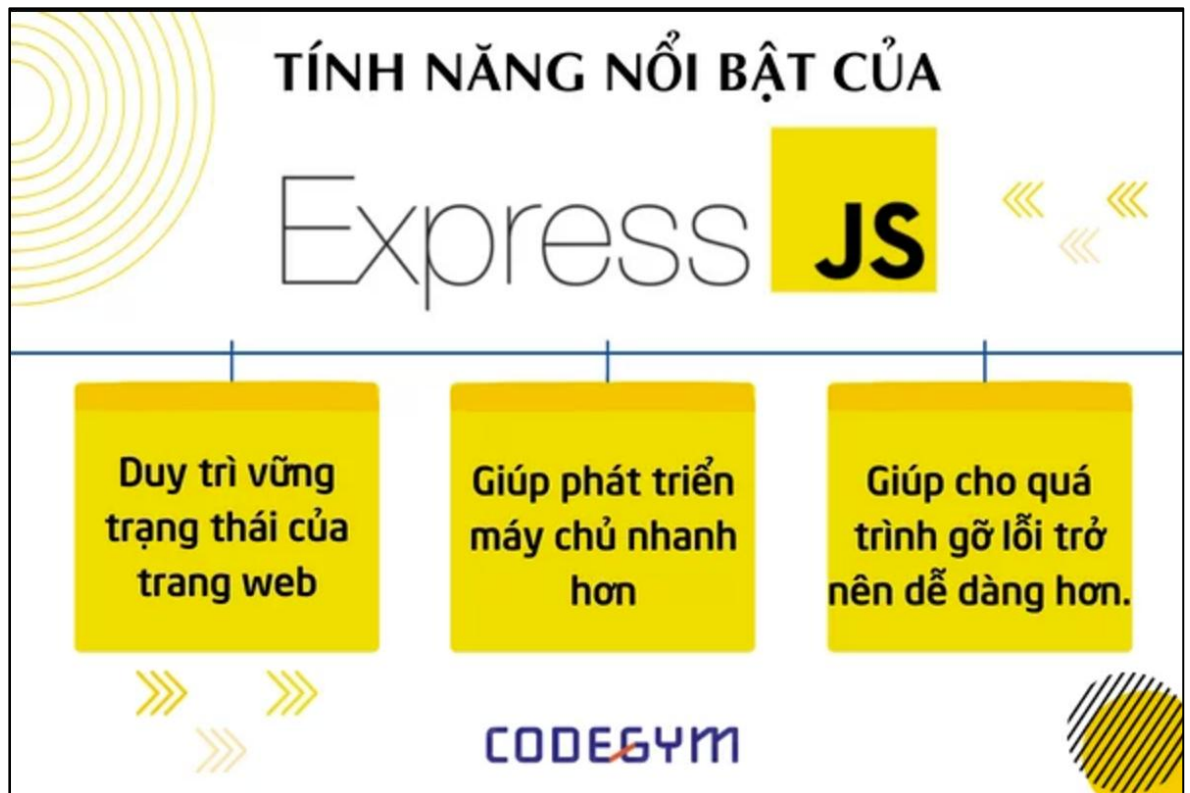 TÍNH NĂNG NỔI BẬT CỦA
Express JS
Duy trì vững
trạng thái của
trang web
Giúp phát triển
máy chủ nhanh
hơn
Giúp cho quá
trình gỡ lỗi trở
nên dễ dàng hơn.
CODEGYM